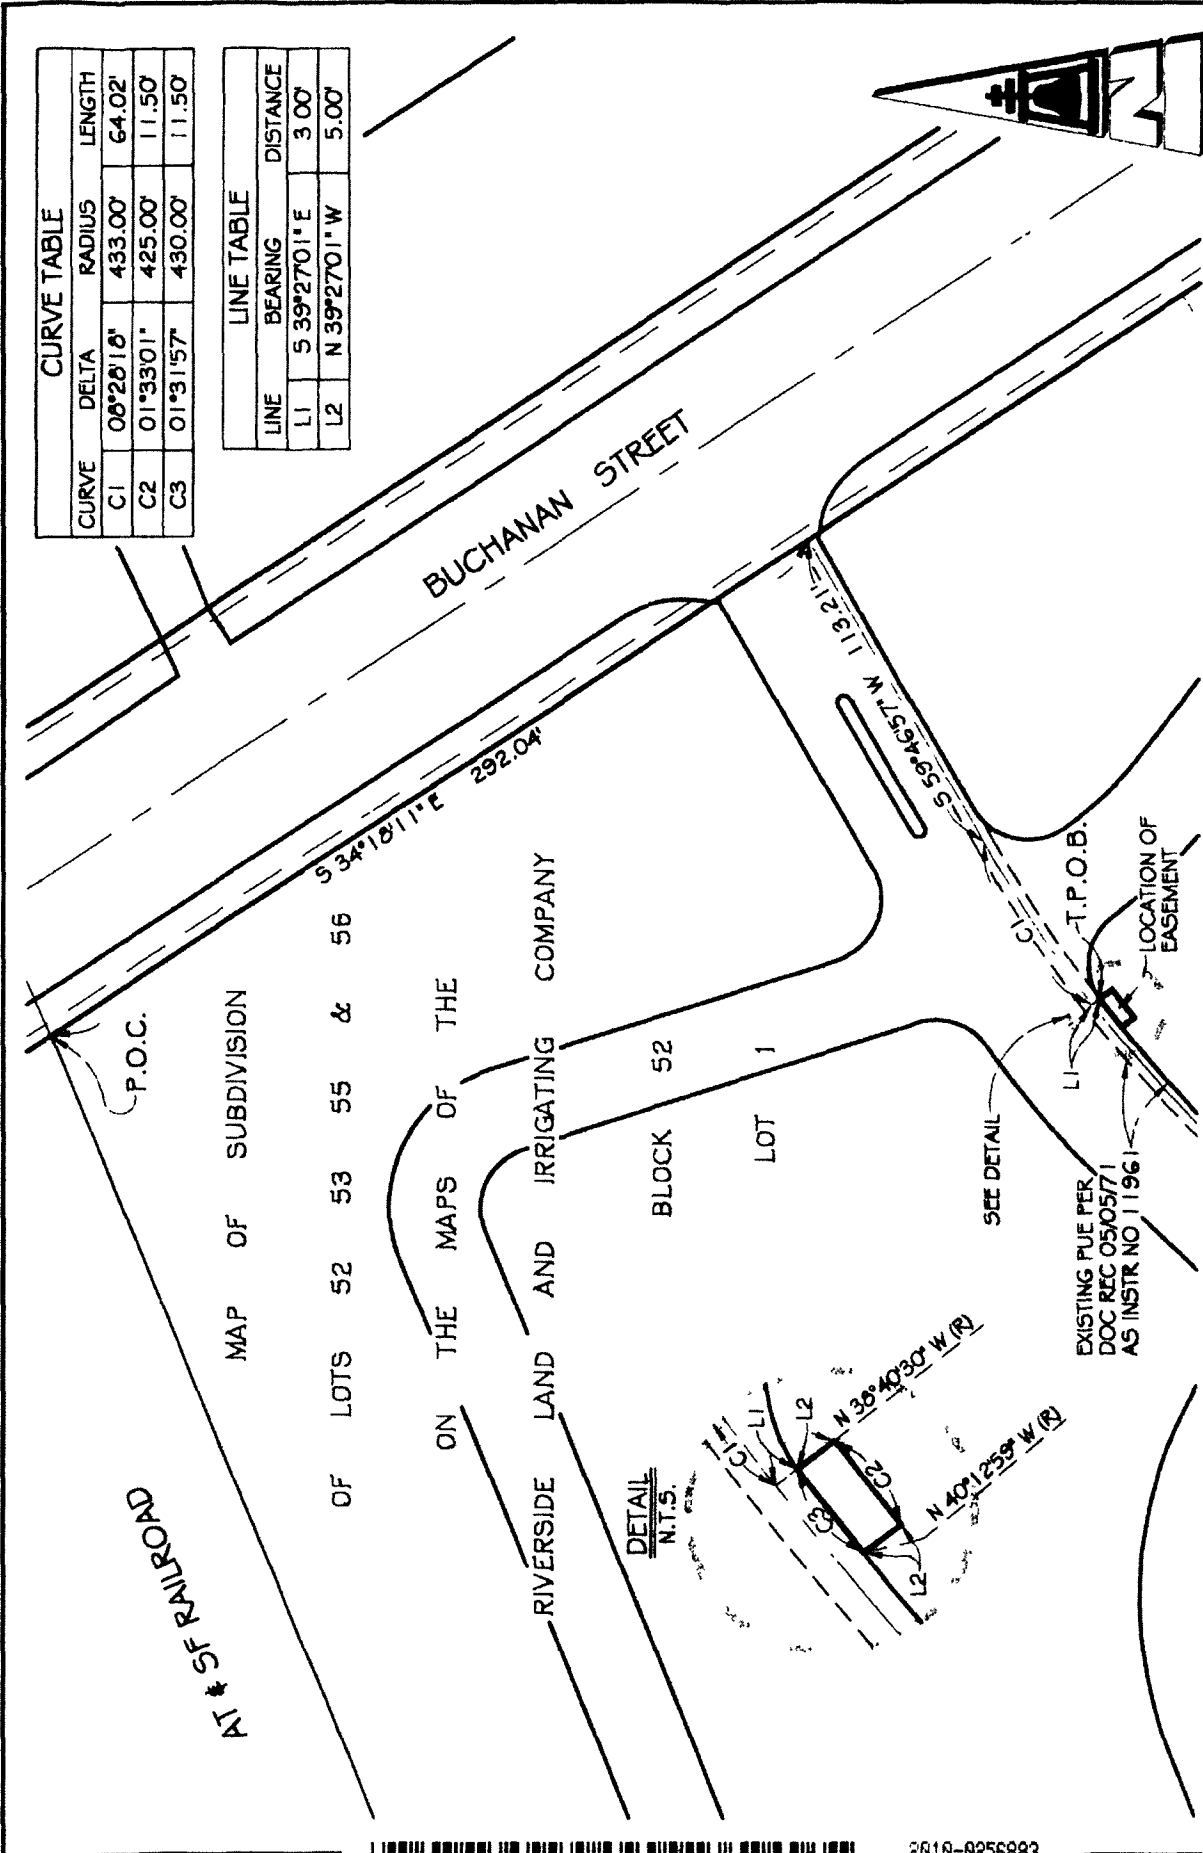 CURVE TABLE
CURVE DELTA RADIUS LENGTH
C1 08°28'18" 433.00' 64.02'
C2 01°33'01" 425.00' 11.50'
C3 01°31'57" 430.00' 11.50'
LINE TABLE
LINE BEARING DISTANCE
L1 S 39°27'01" E 3 00'
L2 N 39°27'01" W 5.00'
BUCHANAN STREET
S 34°18'11" E 292.04'
S 59°46'57" W 113.21'
P.O.C.
AT & SF RAILROAD
MAP OF SUBDIVISION
OF LOTS 52 53 55 & 56
ON THE MAPS OF THE
RIVERSIDE LAND AND IRRIGATING COMPANY
BLOCK 52
LOT 1
C1
T.P.O.B.
LOCATION OF
EASEMENT
L1
SEE DETAIL
EXISTING PUE PER
DOC REC 05/05/71
AS INSTR NO 11961
DETAIL
N.T.S.
C1
L1
L2
N 38°40'30" W (R)
C3
C2
N 40°12'59" W (R)
L2
N
2010-0256983